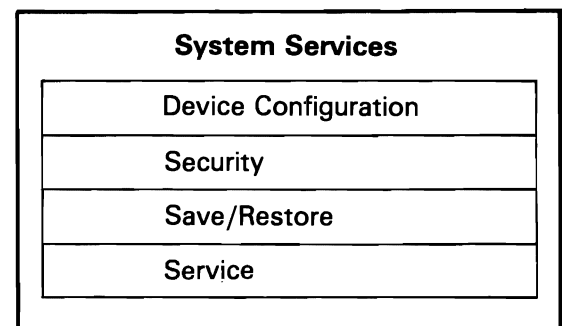 System Services
Device Configuration
Security
Save/Restore
Service